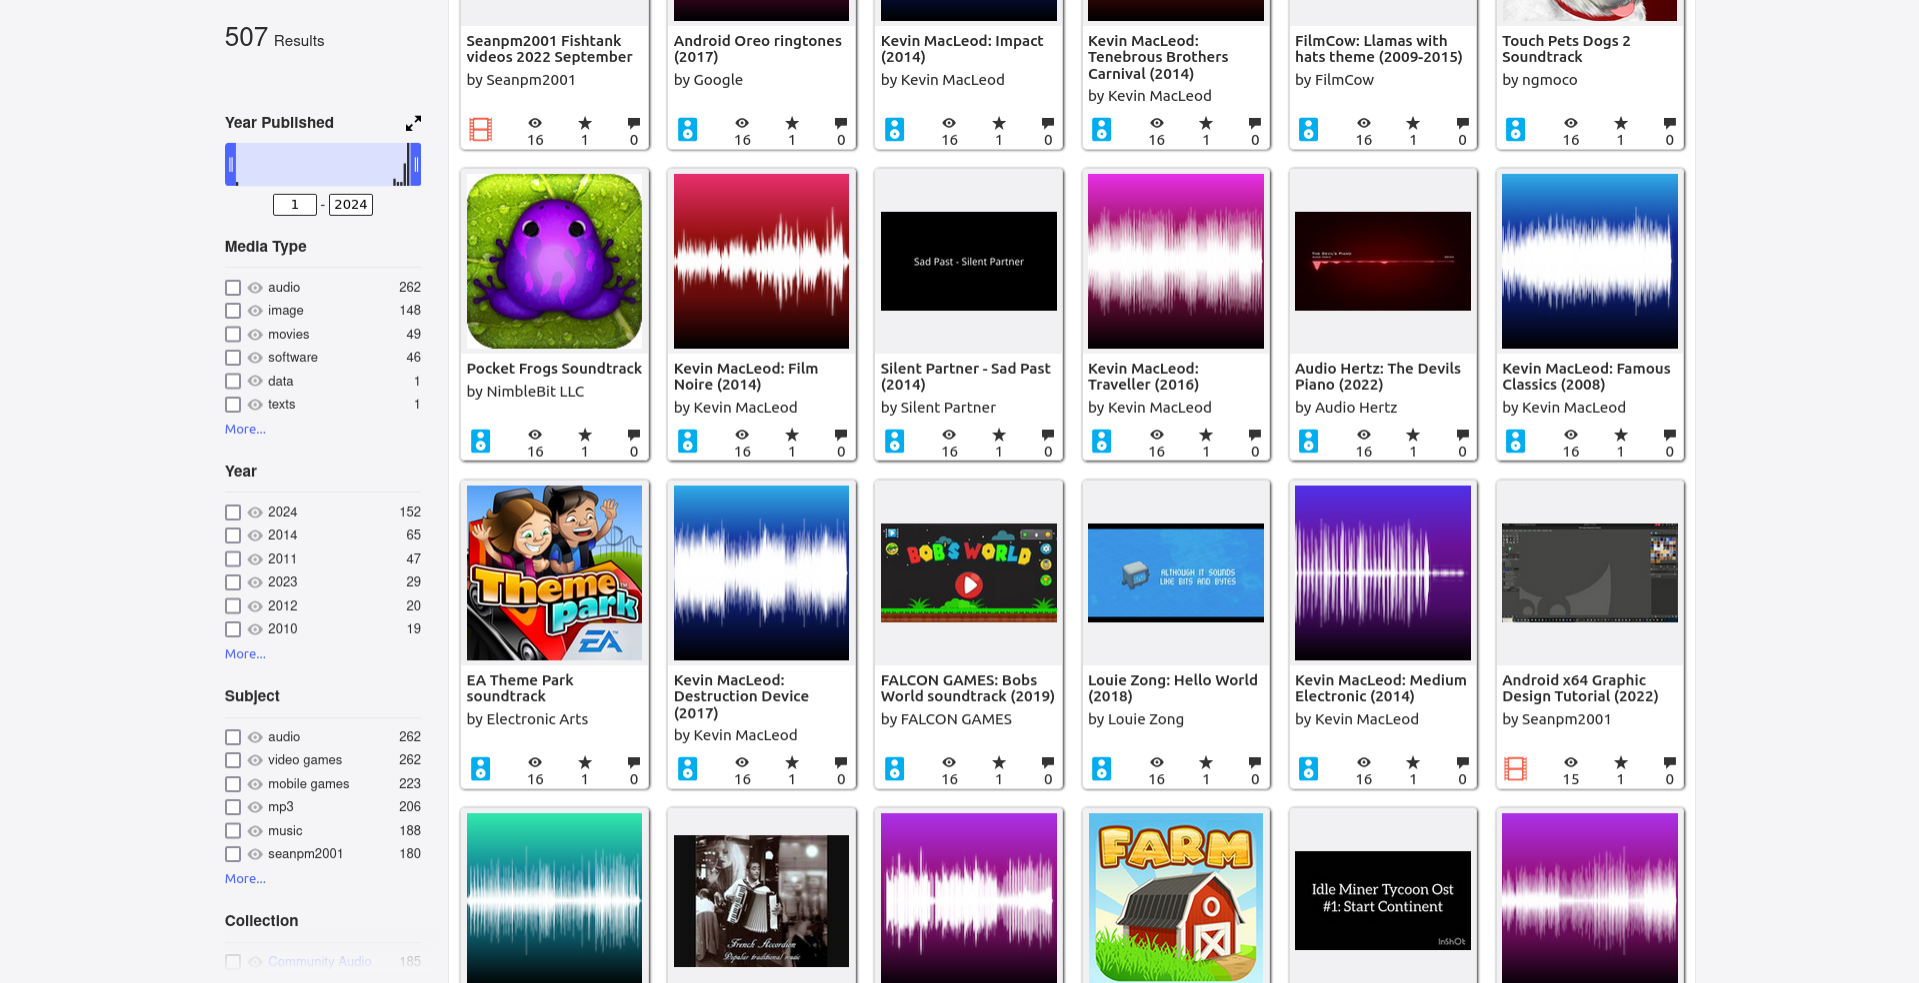 507 Results
Year Published
1 - 2024
Media Type
audio 262
image 148
movies 49
software 46
data 1
texts 1
More...
Year
2024 152
2014 65
2011 47
2023 29
2012 20
2010 19
More...
Subject
audio 262
video games 262
mobile games 223
mp3 206
music 188
seanpm2001 180
More...
Collection
Community Audio 185
Seanpm2001 Fishtank
videos 2022 September
by Seanpm2001
16 1 0
Android Oreo ringtones
(2017)
by Google
16 1 0
Kevin MacLeod: Impact
(2014)
by Kevin MacLeod
16 1 0
Kevin MacLeod:
Tenebrous Brothers
Carnival (2014)
by Kevin MacLeod
16 1 0
FilmCow: Llamas with
hats theme (2009-2015)
by FilmCow
16 1 0
Touch Pets Dogs 2
Soundtrack
by ngmoco
16 1 0
Pocket Frogs Soundtrack
by NimbleBit LLC
16 1 0
Kevin MacLeod: Film
Noire (2014)
by Kevin MacLeod
16 1 0
Sad Past - Silent Partner
Silent Partner - Sad Past
(2014)
by Silent Partner
16 1 0
Kevin MacLeod:
Traveller (2016)
by Kevin MacLeod
16 1 0
THE DEVIL'S PIANO
Audio Hertz: The Devils
Piano (2022)
by Audio Hertz
16 1 0
Kevin MacLeod: Famous
Classics (2008)
by Kevin MacLeod
16 1 0
Theme
park
EA
EA Theme Park
soundtrack
by Electronic Arts
16 1 0
Kevin MacLeod:
Destruction Device
(2017)
by Kevin MacLeod
16 1 0
BOB'S WORLD
FALCON GAMES: Bobs
World soundtrack (2019)
by FALCON GAMES
16 1 0
ALTHOUGH IT SOUNDS
LIKE BITS AND BYTES
Louie Zong: Hello World
(2018)
by Louie Zong
16 1 0
Kevin MacLeod: Medium
Electronic (2014)
by Kevin MacLeod
16 1 0
Android x64 Graphic
Design Tutorial (2022)
by Seanpm2001
15 1 0
French Accordion
Popular traditional music
FARM
Idle Miner Tycoon Ost
#1: Start Continent
InShOt